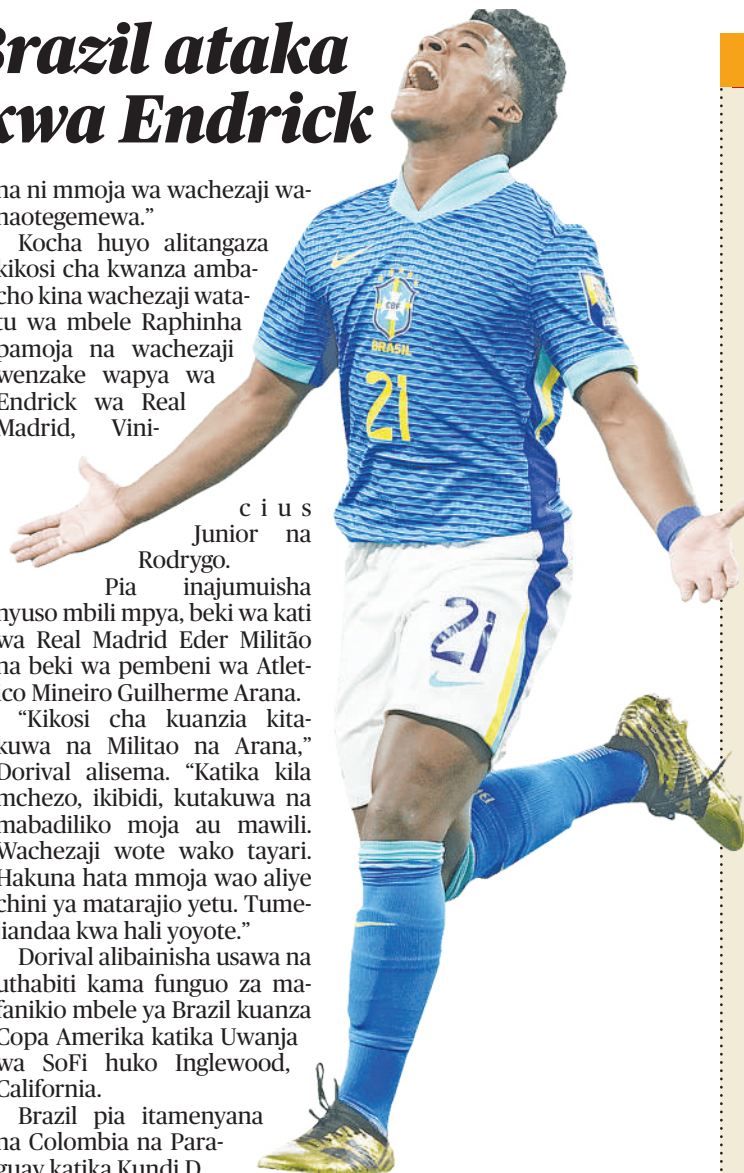 Brazil ataka
kwa Endrick
na ni mmoja wa wachezaji wa-
naotegemewa.”
Kocha huyo alitangaza
kikosi cha kwanza amba-
cho kina wachezaji wata-
tu wa mbele Raphinha
pamoja na wachezaji
wenzake wapya wa
Endrick wa Real
Madrid, Vini-
cius
Junior na
Rodrygo.
Pia inajumuisha
nyuso mbili mpya, beki wa kati
wa Real Madrid Eder Militão
na beki wa pembeni wa Atlet-
ico Mineiro Guilherme Arana.
“Kikosi cha kuanzia kita-
kuwa na Militao na Arana,”
Dorival alisema. “Katika kila
mchezo, ikibidi, kutakuwa na
mabadiliko moja au mawili.
Wachezaji wote wako tayari.
Hakuna hata mmoja wao aliye
chini ya matarajio yetu. Tume-
jiandaa kwa hali yoyote.”
Dorival alibainisha usawa na
uthabiti kama funguo za ma-
fanikio mbele ya Brazil kuanza
Copa Amerika katika Uwanja
wa SoFi huko Inglewood,
California.
Brazil pia itamenyana
na Colombia na Para-
guay katika Kundi D.
CBF
BRASIL
21
21